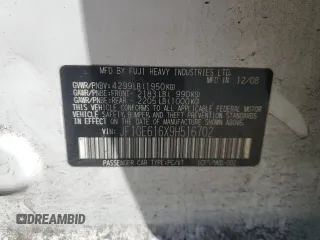 MFD BY FUJI HEAVY INDUSTRIES LTD. 12/08
GVWR/PNBV: 4299LB(1950KG)
GAWR/PNBE:FRONT- 2183LB( 990KG)
GAWR/PNBE:REAR - 2205LB(1000KG)
THIS VEHICLE CONFORMS TO ALL APPLICABLE
FEDERAL MOTOR VEHICLE SAFETY, BUMPER,
AND THEFT PREVENTION STANDARDS IN EFFECT
ON THE DATE OF MANUFACTURE SHOWN ABOVE.
VIN: JF1GE616X9H516702
PASSENGER CAR TYPE:PC/VT